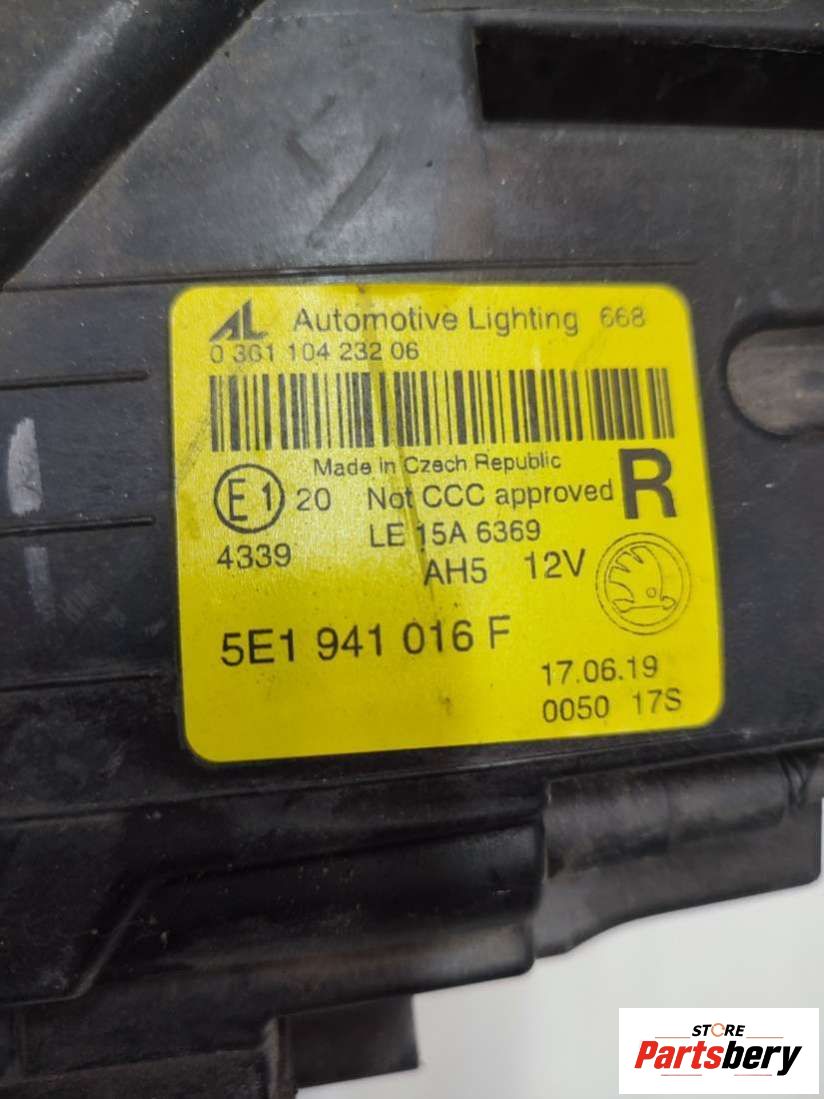 AL Automotive Lighting 668
0 301 104 232 06
Made in Czech Republic
E1 20 Not CCC approved R
LE 15A 6369
4339
AH5 12V
5E1 941 016 F
17.06.19
0050 17S
STORE
Partsbery